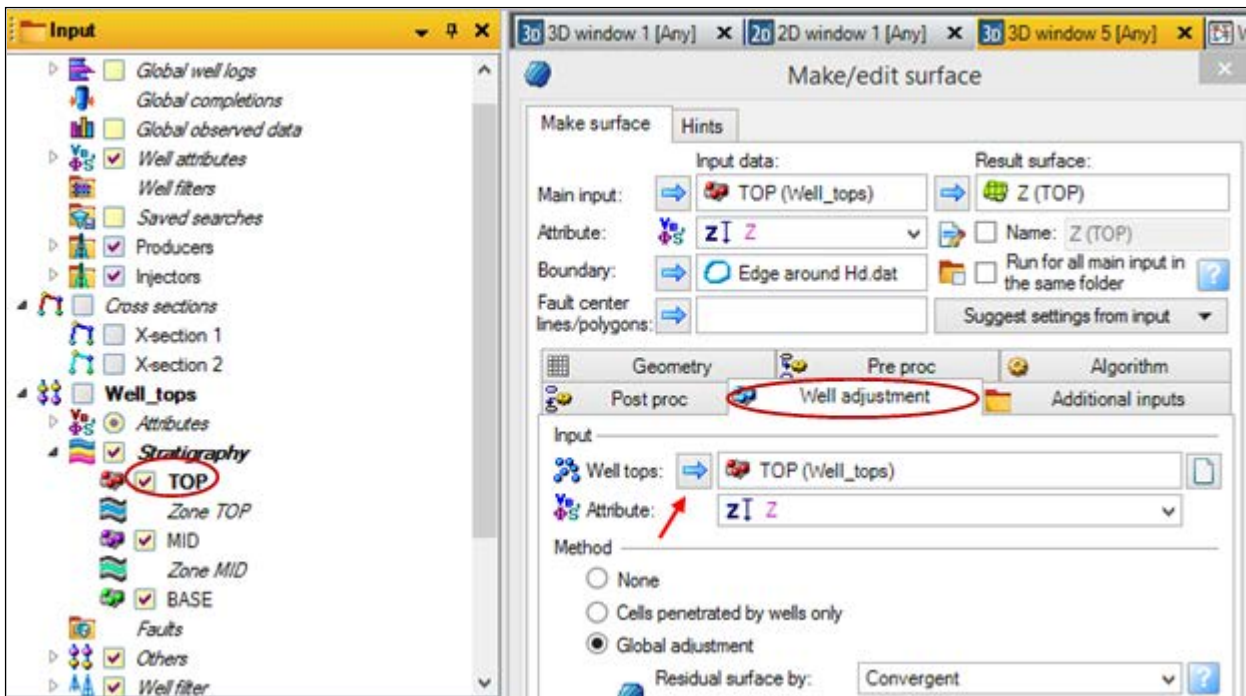 Input
Global well logs
Global completions
Global observed data
Well attributes
Well filters
Saved searches
Producers
Injectors
Cross sections
X-section 1
X-section 2
Well_tops
Attributes
Stratigraphy
TOP
Zone TOP
MID
Zone MID
BASE
Faults
Others
Well filter
3D window 1 [Any] 2D window 1 [Any] 3D window 5 [Any]
Make/edit surface
Make surface Hints
Input data: Result surface:
Main input: TOP (Well_tops) Z (TOP)
Attribute: Z Z Name: Z (TOP)
Boundary: Edge around Hd.dat Run for all main input in
the same folder
Fault center
lines/polygons: Suggest settings from input
Geometry Pre proc Algorithm
Post proc Well adjustment Additional inputs
Input
Well tops: TOP (Well_tops)
Attribute: Z Z
Method
None
Cells penetrated by wells only
Global adjustment
Residual surface by: Convergent